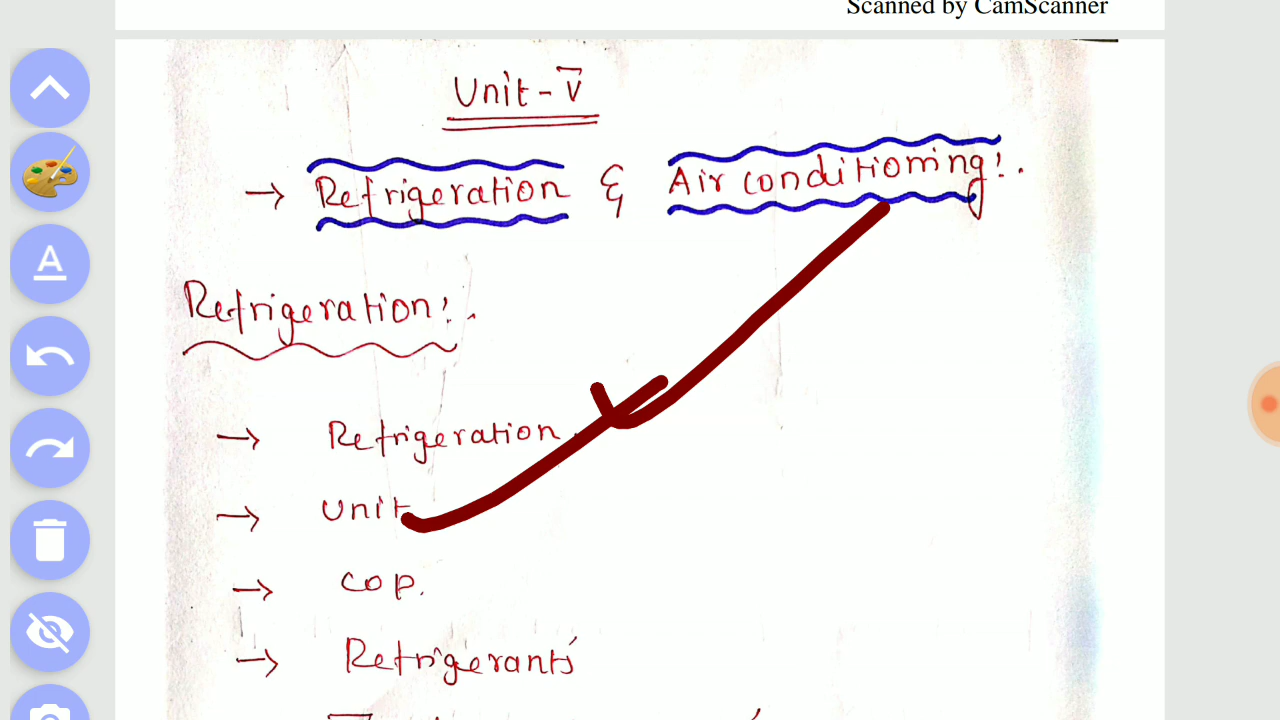 Scanned by CamScanner
Unit - V
→ Refrigeration & Air conditioning:.
Refrigeration:.
→ Refrigeration.
→ Unit
→ COP.
→ Refrigerants